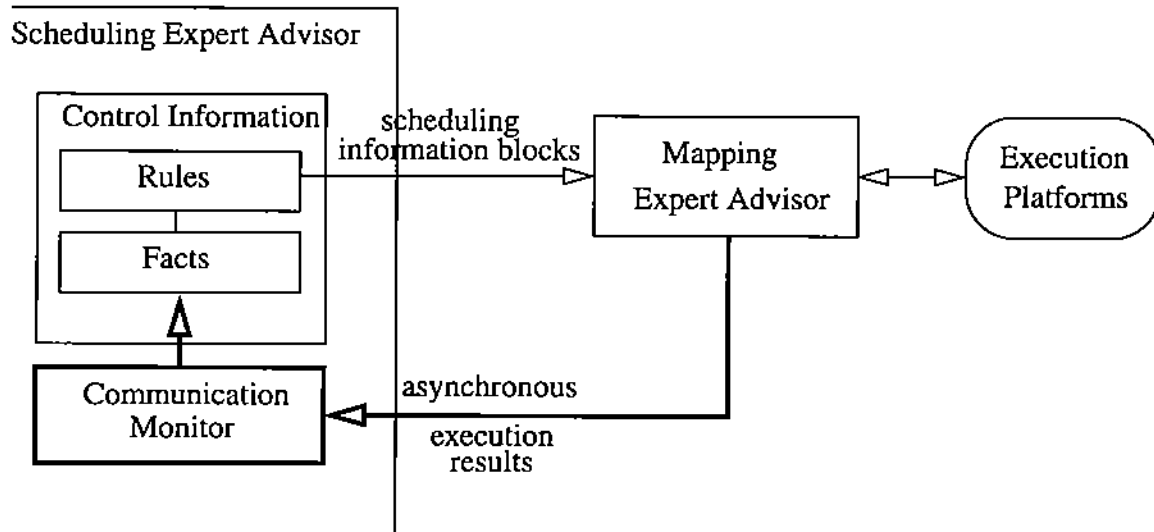 Scheduling Expert Advisor
Control Information
Rules
Facts
Communication
Monitor
scheduling
information blocks
Mapping
Expert Advisor
Execution
Platforms
asynchronous
execution
results